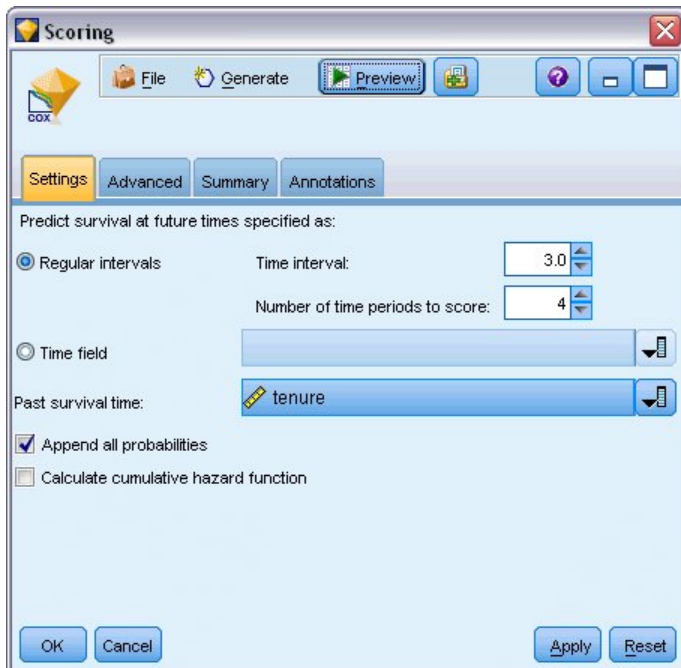 Scoring
File Generate Preview
cox
Settings Advanced Summary Annotations
Predict survival at future times specified as:
Regular intervals Time interval: 3.0
Number of time periods to score: 4
Time field
Past survival time: tenure
Append all probabilities
Calculate cumulative hazard function
OK Cancel Apply Reset